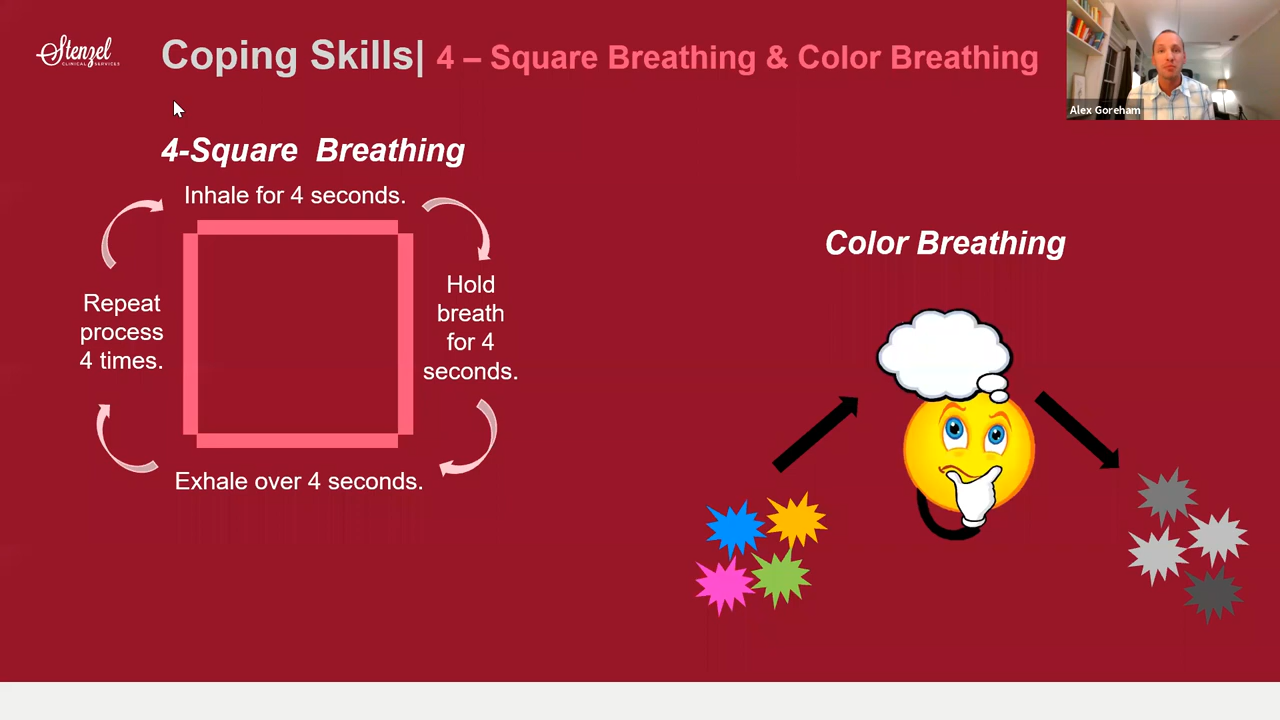 Stenzel
CLINICAL SERVICES
Coping Skills| 4 – Square Breathing & Color Breathing
Alex Goreham
4-Square Breathing
Inhale for 4 seconds.
Hold
breath
for 4
seconds.
Exhale over 4 seconds.
Repeat
process
4 times.
Color Breathing